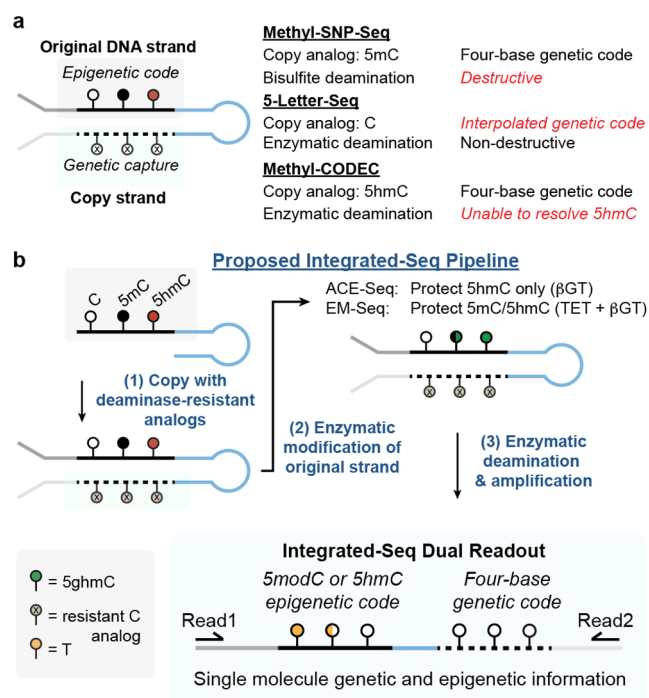 a
Original DNA strand
Epigenetic code
X X X
Genetic capture
Copy strand
Methyl-SNP-Seq
Copy analog: 5mC Four-base genetic code
Bisulfite deamination Destructive
5-Letter-Seq
Copy analog: C Interpolated genetic code
Enzymatic deamination Non-destructive
Methyl-CODEC
Copy analog: 5hmC Four-base genetic code
Enzymatic deamination Unable to resolve 5hmC
b
Proposed Integrated-Seq Pipeline
C 5mC 5hmC
(1) Copy with
deaminase-resistant
analogs
X X X
ACE-Seq: Protect 5hmC only (βGT)
EM-Seq: Protect 5mC/5hmC (TET + βGT)
X X X
(2) Enzymatic
modification of
original strand
(3) Enzymatic
deamination
& amplification
= 5ghmC
X = resistant C
analog
= T
Integrated-Seq Dual Readout
5modC or 5hmC
epigenetic code
Four-base
genetic code
Read1
Read2
Single molecule genetic and epigenetic information